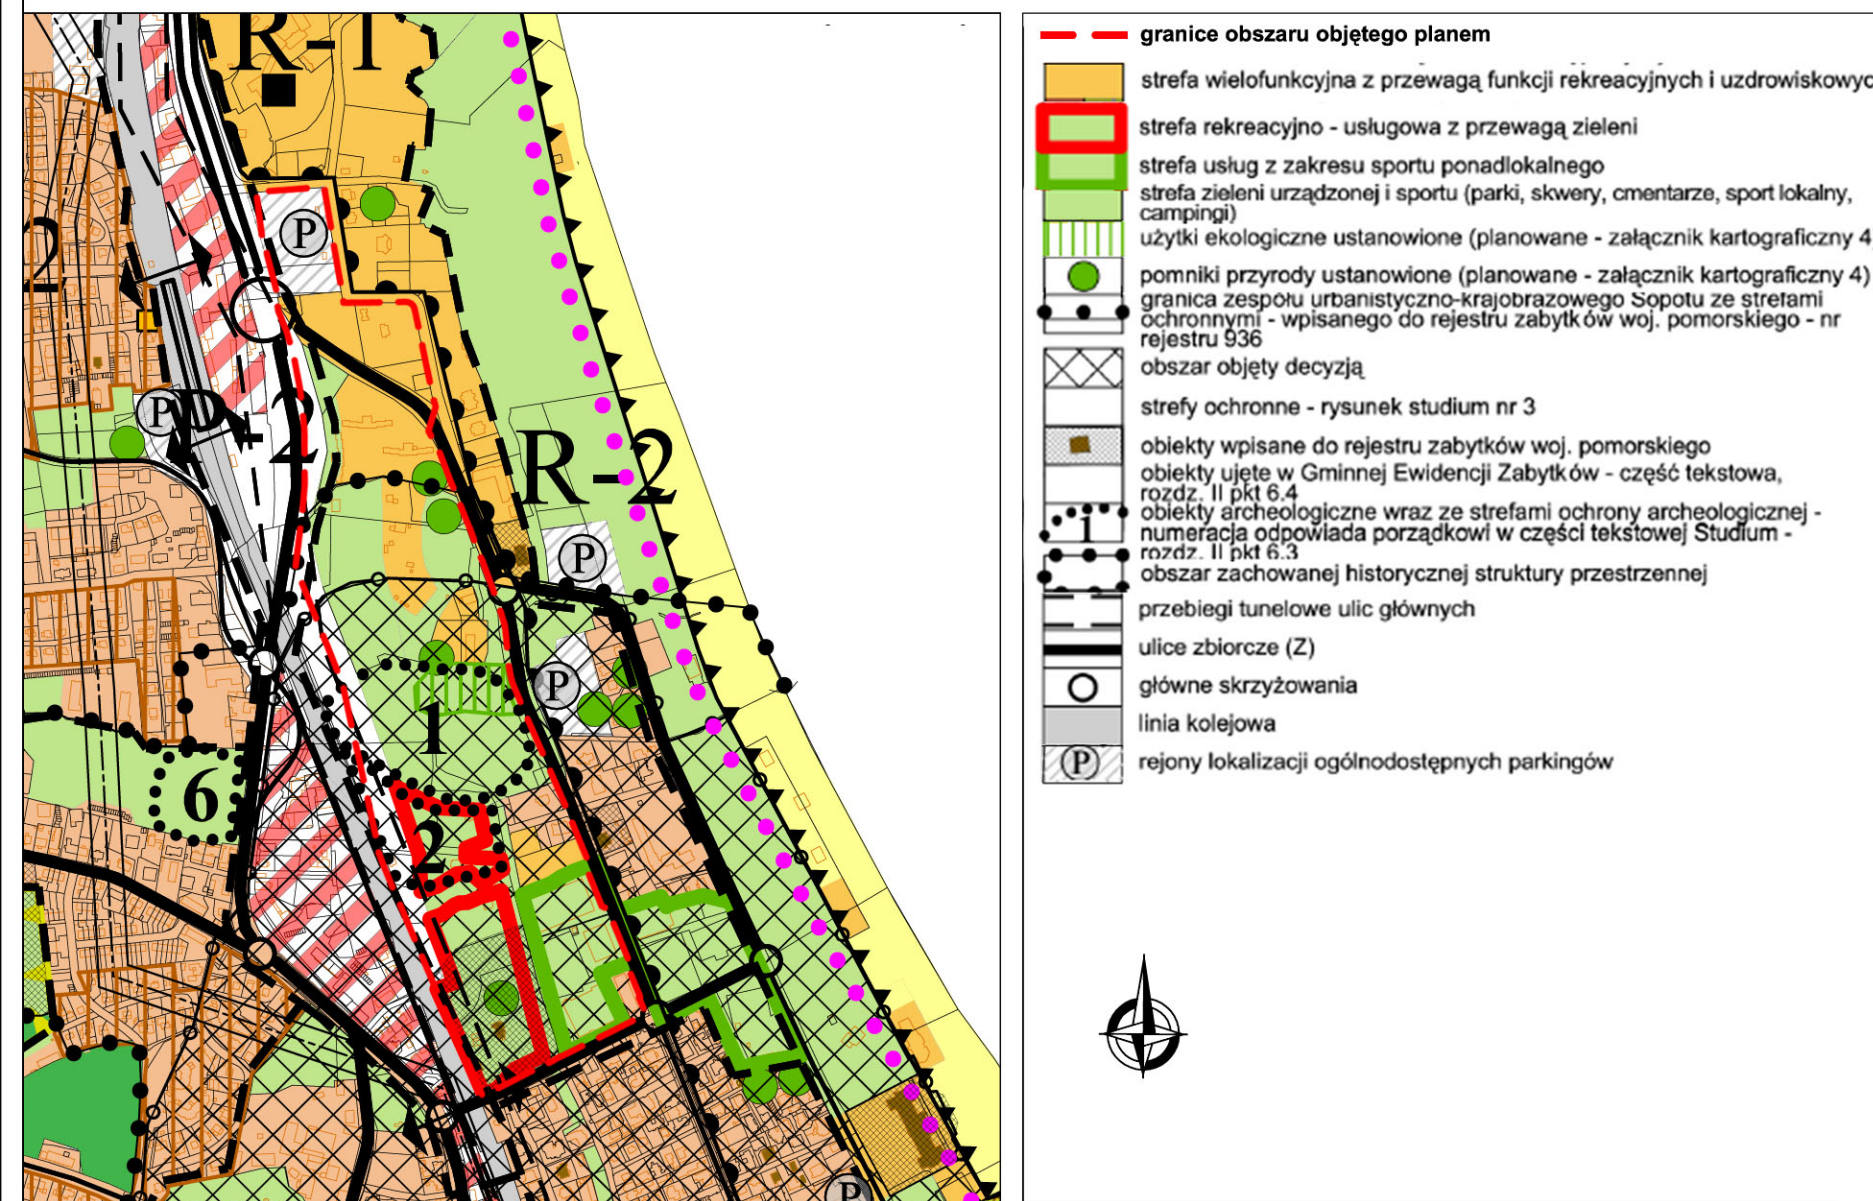 R-1
P
2
P
P-2
R-2
P
P
1
6
2
P
granice obszaru objętego planem
strefa wielofunkcyjna z przewagą funkcji rekreacyjnych i
strefa rekreacyjno - usługowa z przewagą zieleni
strefa usług z zakresu sportu ponadlokalnego
strefa zieleni urządzonej i sportu (parki, skwery, cmentarze, sport lokalny,
campingi)
użytki ekologiczne ustanowione (planowane - załącznik kartograficzny 4
pomniki przyrody ustanowione (planowane - załącznik kartograficzny 4)
granica zespołu urbanistyczno-krajobrazowego Sopotu ze strefami
ochronnymi - wpisanego do rejestru zabytków woj. pomorskiego - nr
rejestru 936
obszar objęty decyzją
strefy ochronne - rysunek studium nr 3
obiekty wpisane do rejestru zabytków woj. pomorskiego
obiekty ujęte w Gminnej Ewidencji Zabytków - część tekstowa,
rozdz. II pkt 6.4
1 obiekty archeologiczne wraz ze strefami ochrony archeologicznej -
numeracja odpowiada porządkowi w części tekstowej Studium -
rozdz. II pkt 6.3
obszar zachowanej historycznej struktury przestrzennej
przebiegi tunelowe ulic głównych
ulice zbiorcze (Z)
główne skrzyżowania
linia kolejowa
P rejony lokalizacji ogólnodostępnych parkingów